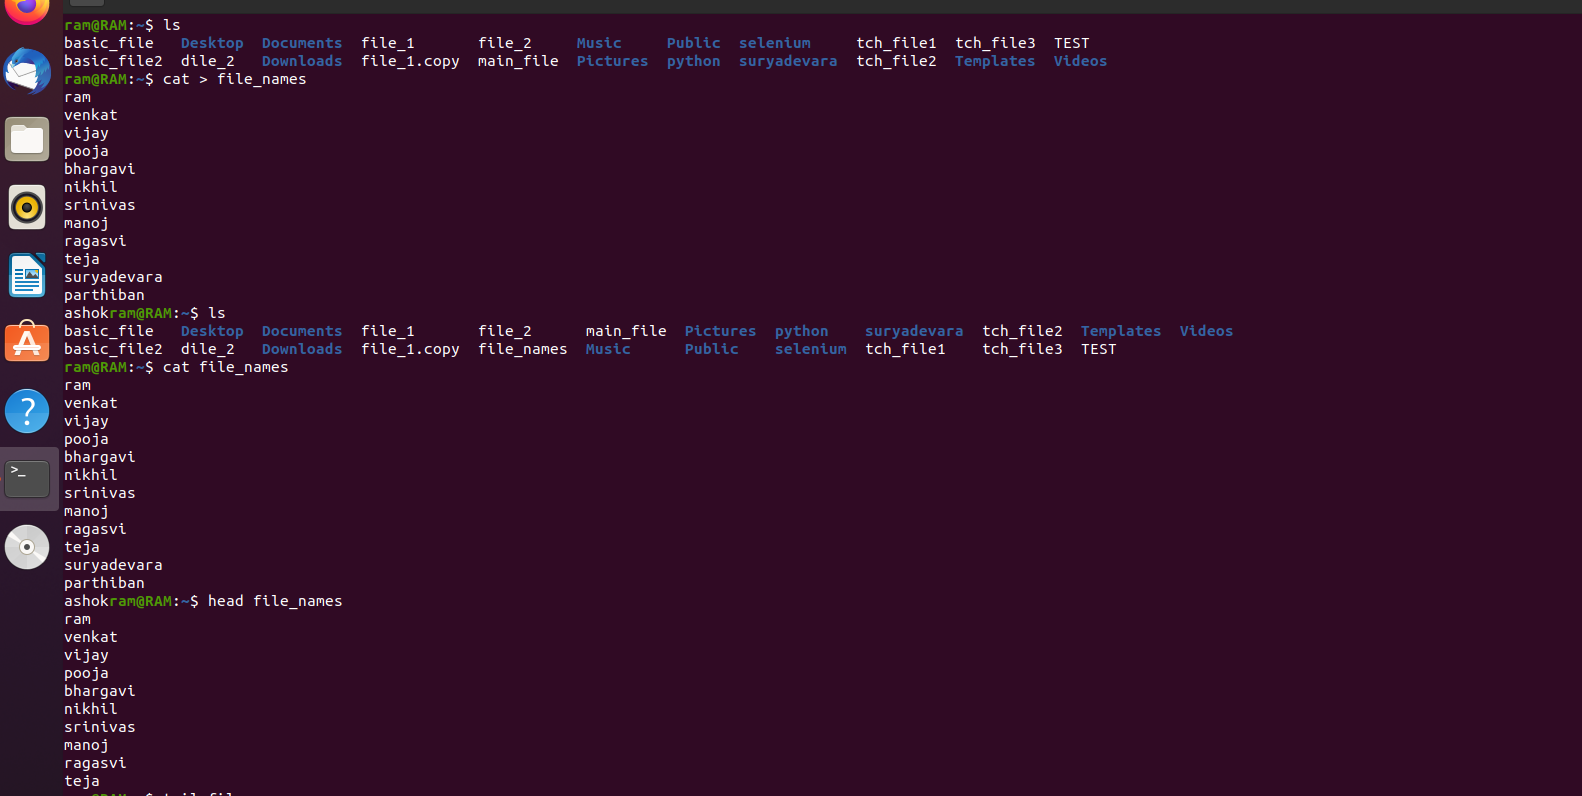 ram@RAM:~$ ls
basic_file   Desktop  Documents  file_1       file_2     Music     Public  selenium     tch_file1  tch_file3  TEST
basic_file2  dile_2   Downloads  file_1.copy  main_file  Pictures  python  suryadevara  tch_file2  Templates  Videos
ram@RAM:~$ cat > file_names
ram
venkat
vijay
pooja
bhargavi
nikhil
srinivas
manoj
ragasvi
teja
suryadevara
parthiban
ashokram@RAM:~$ ls
basic_file   Desktop  Documents  file_1       file_2      main_file  Pictures  python    suryadevara  tch_file2  Templates  Videos
basic_file2  dile_2   Downloads  file_1.copy  file_names  Music      Public    selenium  tch_file1    tch_file3  TEST
ram@RAM:~$ cat file_names
ram
venkat
vijay
pooja
bhargavi
nikhil
srinivas
manoj
ragasvi
teja
suryadevara
parthiban
ashokram@RAM:~$ head file_names
ram
venkat
vijay
pooja
bhargavi
nikhil
srinivas
manoj
ragasvi
teja